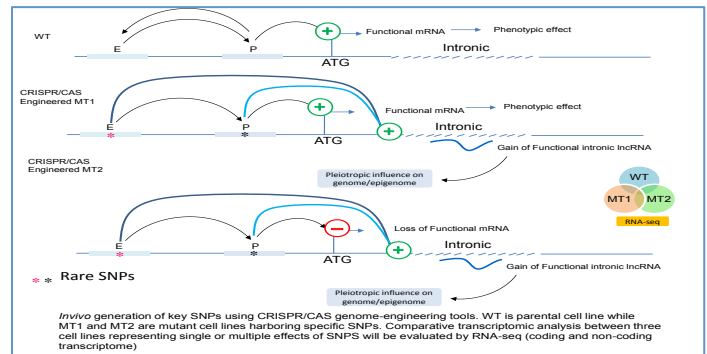 WT
E
P
+
Functional mRNA
Phenotypic effect
ATG
Intronic
CRISPR/CAS
Engineered MT1
E
P
+
Functional mRNA
Phenotypic effect
*
*
ATG
+
Intronic
Gain of Functional intronic lncRNA
CRISPR/CAS
Engineered MT2
Pleiotropic influence on
genome/epigenome
WT
MT1
MT2
RNA-seq
E
P
−
Loss of Functional mRNA
*
*
ATG
+
Intronic
Gain of Functional intronic lncRNA
* * Rare SNPs
Pleiotropic influence on
genome/epigenome
Invivo generation of key SNPs using CRISPR/CAS genome-engineering tools. WT is parental cell line while
MT1 and MT2 are mutant cell lines harboring specific SNPs. Comparative transcriptomic analysis between three
cell lines representing single or multiple effects of SNPS will be evaluated by RNA-seq (coding and non-coding
transcriptome)